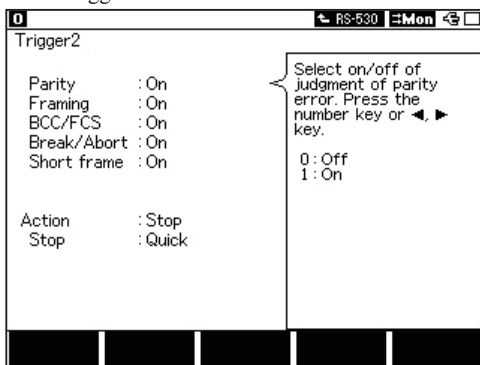 0 RS-530 Mon
Trigger2
Parity : On
Framing : On
BCC/FCS : On
Break/Abort : On
Short frame : On
Action : Stop
Stop : Quick
Select on/off of
judgment of parity
error. Press the
number key or ◀, ▶
key.
0 : Off
1 : On